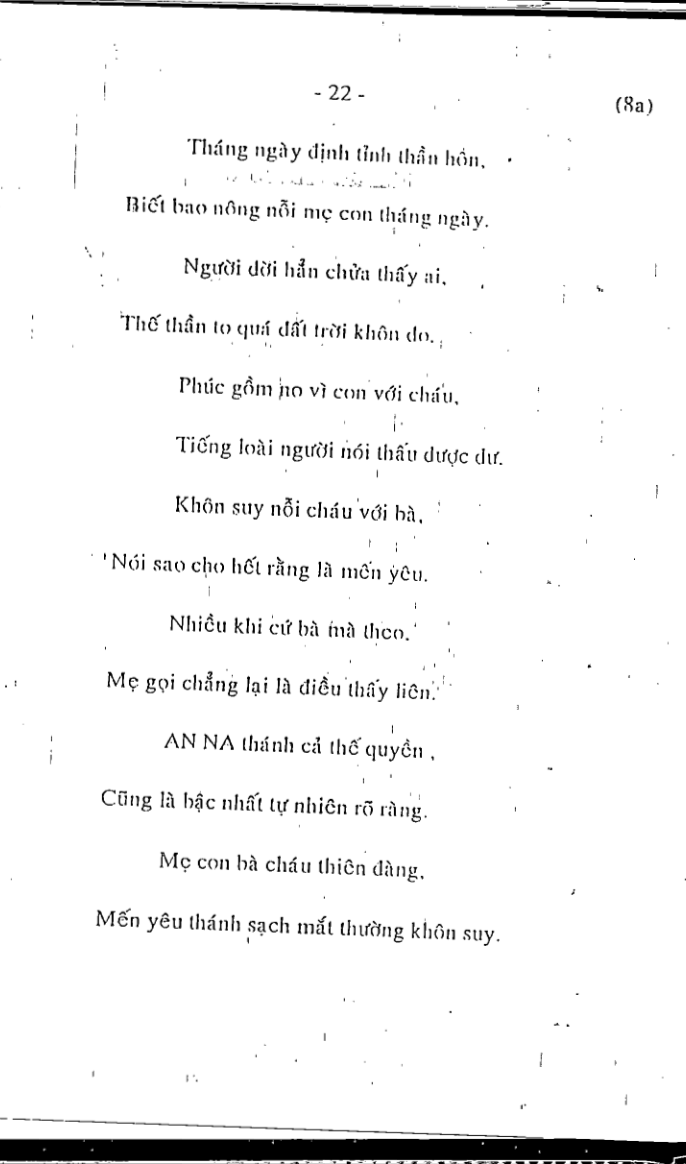 - 22 -
(8a)
Tháng ngày định tỉnh thần hôn,
Biết bao nông nỗi mẹ con tháng ngày.
Người dời hẳn chửa thấy ai,
Thế thần to quá đất trời khôn đo.
Phúc gồm no vì con với cháu,
Tiếng loài người nói thấu được dư.
Khôn suy nỗi cháu với bà,
Nói sao cho hết rằng là mến yêu.
Nhiều khi cứ bà mà theo.
Mẹ gọi chẳng lại là điều thấy liên.
AN NA thánh cả thế quyền ,
Cũng là bậc nhất tự nhiên rõ ràng.
Mẹ con bà cháu thiên đàng,
Mến yêu thánh sạch mắt thường khôn suy.